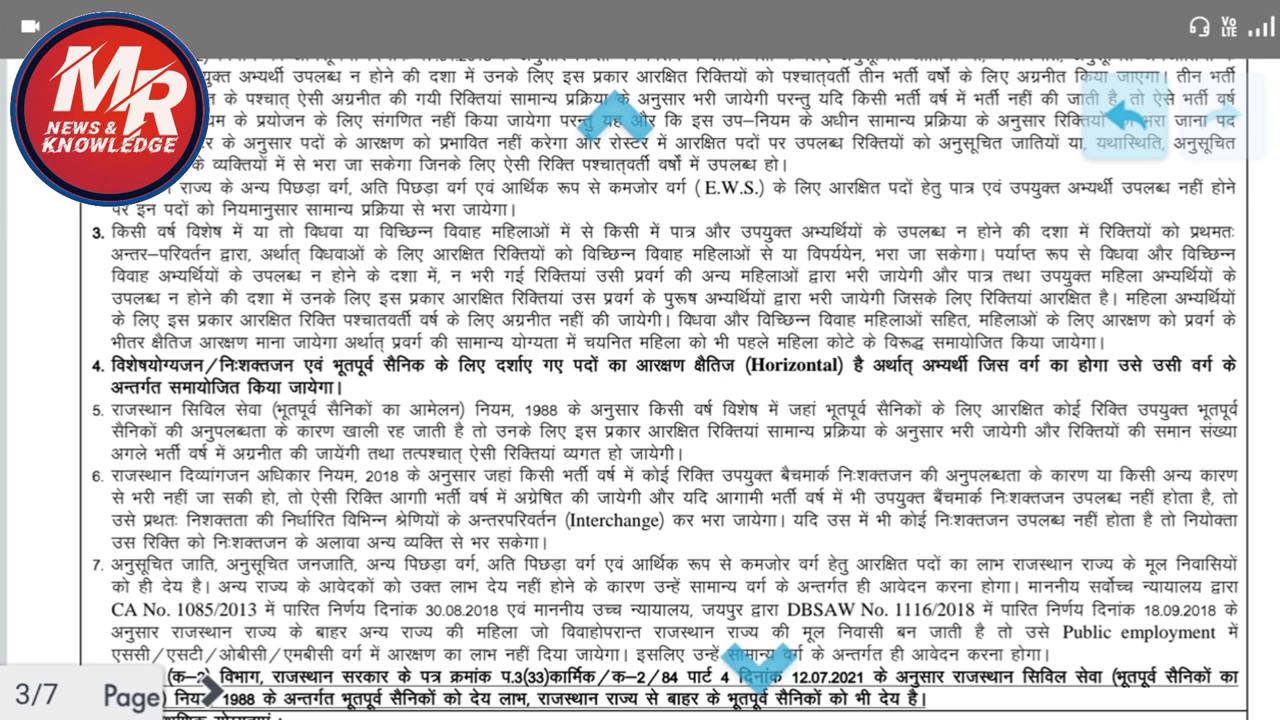 Vo
LTE
MR
NEWS &
KNOWLEDGE
युक्त अभ्यर्थी उपलब्ध न होने की दशा में उनके लिए इस प्रकार आरक्षित रिक्तियों को पश्चात्वर्ती तीन भर्ती वर्षों के लिए अग्रनीत किया जाएगा। तीन भर्ती
के पश्चात् ऐसी अग्रनीत की गयी रिक्तियां सामान्य प्रक्रिया के अनुसार भरी जायेगी परन्तु यदि किसी भर्ती वर्ष में भर्ती नहीं की जाती है, तो ऐसे भर्ती वर्ष
यम के प्रयोजन के लिए संगणित नहीं किया जायेगा परन्तु यह और कि इस उप–नियम के अधीन सामान्य प्रक्रिया के अनुसार रिक्तियों भरा जाना पद
के अनुसार पदों के आरक्षण को प्रभावित नहीं करेगा और रोस्टर में आरक्षित पदों पर उपलब्ध रिक्तियों को अनुसूचित जातियों या, यथास्थिति, अनुसूचित
के व्यक्तियों में से भरा जा सकेगा जिनके लिए ऐसी रिक्ति पश्चात्वर्ती वर्षों में उपलब्ध हो।
राज्य के अन्य पिछड़ा वर्ग, अति पिछड़ा वर्ग एवं आर्थिक रूप से कमजोर वर्ग (E.W.S.) के लिए आरक्षित पदों हेतु पात्र एवं उपयुक्त अभ्यर्थी उपलब्ध नहीं होने
पर इन पदों को नियमानुसार सामान्य प्रक्रिया से भरा जायेगा।
3. किसी वर्ष विशेष में या तो विधवा या विच्छिन्न विवाह महिलाओं में से किसी में पात्र और उपयुक्त अभ्यर्थियों के उपलब्ध न होने की दशा में रिक्तियों को प्रथमतः
अन्तर–परिवर्तन द्वारा, अर्थात् विधवाओं के लिए आरक्षित रिक्तियों को विच्छिन्न विवाह महिलाओं से या विपर्ययेन, भरा जा सकेगा। पर्याप्त रूप से विधवा और विच्छिन्न
विवाह अभ्यर्थियों के उपलब्ध न होने के दशा में, न भरी गई रिक्तियां उसी प्रवर्ग की अन्य महिलाओं द्वारा भरी जायेगी और पात्र तथा उपयुक्त महिला अभ्यर्थियों के
उपलब्ध न होने की दशा में उनके लिए इस प्रकार आरक्षित रिक्तियां उस प्रवर्ग के पुरूष अभ्यर्थियों द्वारा भरी जायेगी जिसके लिए रिक्तियां आरक्षित है। महिला अभ्यर्थियों
के लिए इस प्रकार आरक्षित रिक्ति पश्चातवर्ती वर्ष के लिए अग्रनीत नहीं की जायेगी। विधवा और विच्छिन्न विवाह महिलाओं सहित, महिलाओं के लिए आरक्षण को प्रवर्ग के
भीतर क्षैतिज आरक्षण माना जायेगा अर्थात् प्रवर्ग की सामान्य योग्यता में चयनित महिला को भी पहले महिला कोटे के विरूद्ध समायोजित किया जायेगा।
4. विशेषयोग्यजन/निःशक्तजन एवं भूतपूर्व सैनिक के लिए दर्शाए गए पदों का आरक्षण क्षैतिज (Horizontal) है अर्थात् अभ्यर्थी जिस वर्ग का होगा उसे उसी वर्ग के
अन्तर्गत समायोजित किया जायेगा।
5. राजस्थान सिविल सेवा (भूतपूर्व सैनिकों का आमेलन) नियम, 1988 के अनुसार किसी वर्ष विशेष में जहां भूतपूर्व सैनिकों के लिए आरक्षित कोई रिक्ति उपयुक्त भूतपूर्व
सैनिकों की अनुपलब्धता के कारण खाली रह जाती है तो उनके लिए इस प्रकार आरक्षित रिक्तियां सामान्य प्रक्रिया के अनुसार भरी जायेगी और रिक्तियों की समान संख्या
अगले भर्ती वर्ष में अग्रनीत की जायेंगी तथा तत्पश्चात् ऐसी रिक्तियां व्यगत हो जायेगी।
6. राजस्थान दिव्यांगजन अधिकार नियम, 2018 के अनुसार जहां किसी भर्ती वर्ष में कोई रिक्ति उपयुक्त बैचमार्क निःशक्तजन की अनुपलब्धता के कारण या किसी अन्य कारण
से भरी नहीं जा सकी हो, तो ऐसी रिक्ति आगाी भर्ती वर्ष में अग्रेषित की जायेगी और यदि आगामी भर्ती वर्ष में भी उपयुक्त बैंचमार्क निःशक्तजन उपलब्ध नहीं होता है, तो
उसे प्रथतः निशक्तता की निर्धारित विभिन्न श्रेणियों के अन्तरपरिवर्तन (Interchange) कर भरा जायेगा। यदि उस में भी कोई निःशक्तजन उपलब्ध नहीं होता है तो नियोक्ता
उस रिक्ति को निःशक्तजन के अलावा अन्य व्यक्ति से भर सकेगा।
7. अनुसूचित जाति, अनुसूचित जनजाति, अन्य पिछड़ा वर्ग, अति पिछड़ा वर्ग एवं आर्थिक रूप से कमजोर वर्ग हेतु आरक्षित पदों का लाभ राजस्थान राज्य के मूल निवासियों
को ही देय है। अन्य राज्य के आवेदकों को उक्त लाभ देय नहीं होने के कारण उन्हें सामान्य वर्ग के अन्तर्गत ही आवेदन करना होगा। माननीय सर्वोच्च न्यायालय द्वारा
CA No. 1085/2013 में पारित निर्णय दिनांक 30.08.2018 एवं माननीय उच्च न्यायालय, जयपुर द्वारा DBSAW No. 1116/2018 में पारित निर्णय दिनांक 18.09.2018 के
अनुसार राजस्थान राज्य के बाहर अन्य राज्य की महिला जो विवाहोपरान्त राजस्थान राज्य की मूल निवासी बन जाती है तो उसे Public employment में
एससी/एसटी/ओबीसी/एमबीसी वर्ग में आरक्षण का लाभ नहीं दिया जायेगा। इसलिए उन्हें सामान्य वर्ग के अन्तर्गत ही आवेदन करना होगा।
(क–2) विभाग, राजस्थान सरकार के पत्र क्रमांक प.3(33)कार्मिक/क–2/84 पार्ट 4 दिनांक 12.07.2021 के अनुसार राजस्थान सिविल सेवा (भूतपूर्व सैनिकों का
) नियम 1988 के अन्तर्गत भूतपूर्व सैनिकों को देय लाभ, राजस्थान राज्य से बाहर के भूतपूर्व सैनिकों को भी देय है।
3/7 Page